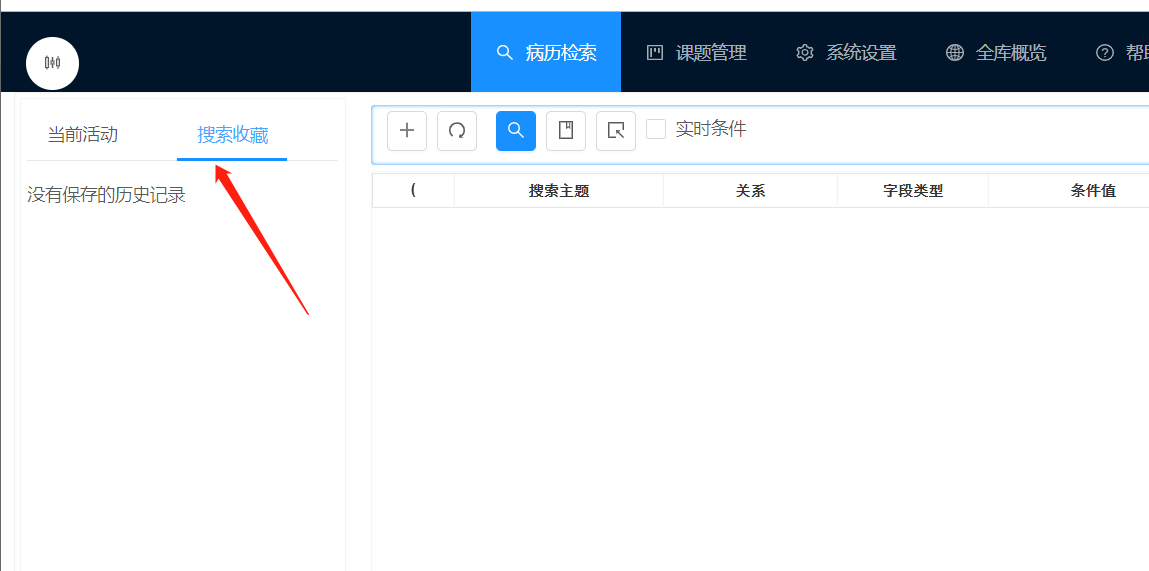 病历检索 课题管理 系统设置 全库概览
当前活动 搜索收藏
实时条件
没有保存的历史记录
( 搜索主题 关系 字段类型 条件值